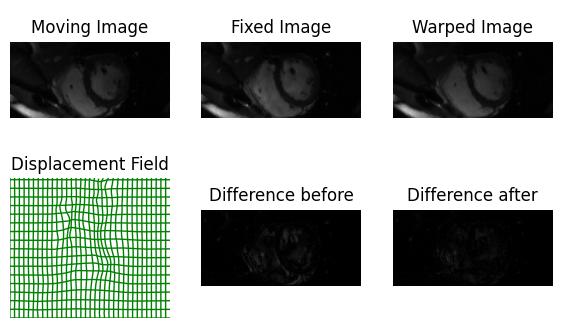 Moving Image
Fixed Image
Warped Image
Displacement Field
Difference before
Difference after